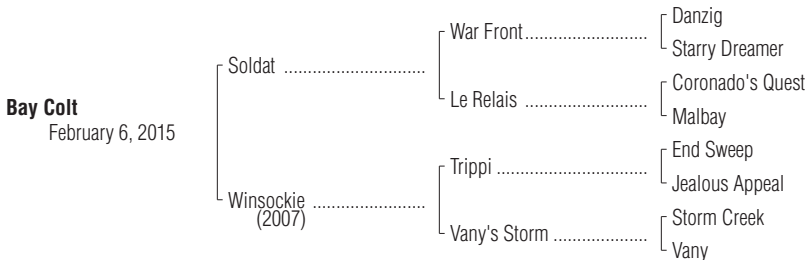 Danzig
War Front
Starry Dreamer
Soldat
Coronado's Quest
Le Relais
Malbay
Bay Colt
February 6, 2015
End Sweep
Trippi
Jealous Appeal
Winsockie
(2007)
Storm Creek
Vany's Storm
Vany